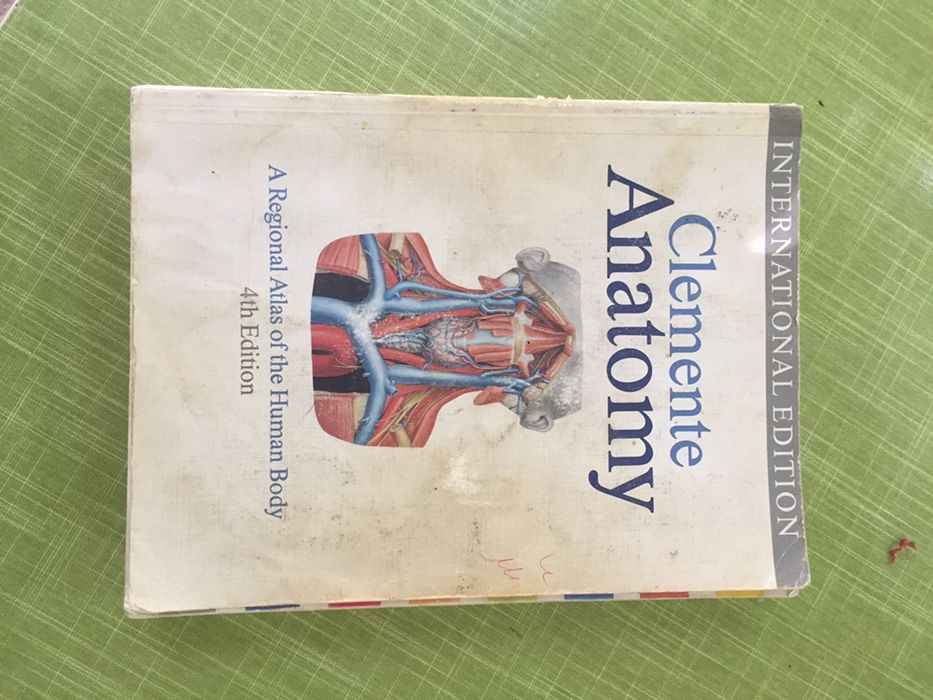 INTERNATIONAL EDITION
Clemente
Anatomy
A Regional Atlas of the Human Body
4th Edition